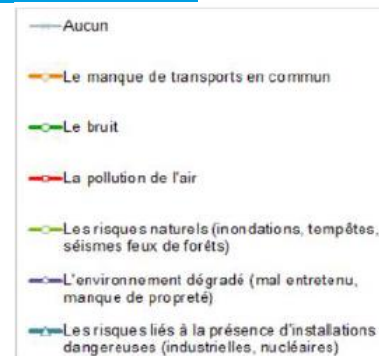 Aucun
Le manque de transports en commun
Le bruit
La pollution de l'air
Les risques naturels (inondations, tempêtes,
séismes feux de forêts)
L'environnement dégradé (mal entretenu,
manque de propreté)
Les risques liés à la présence d'installations
dangereuses (industrielles, nucléaires)